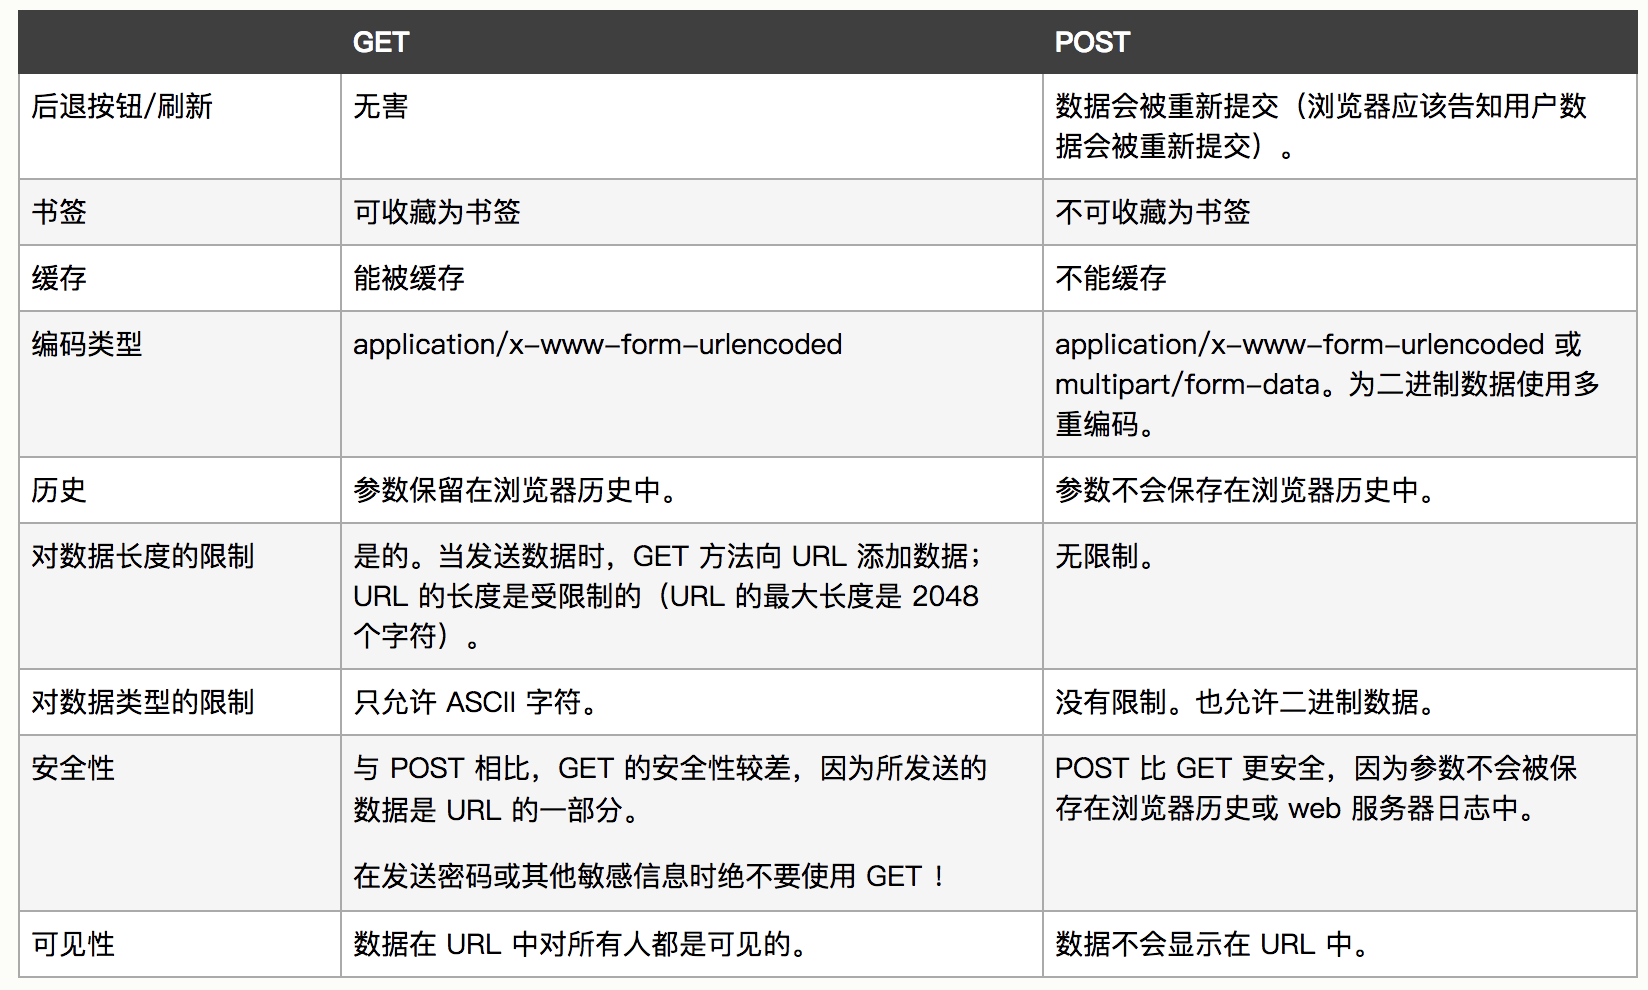 GET
POST
后退按钮/刷新
无害
数据会被重新提交（浏览器应该告知用户数
据会被重新提交）。
书签
可收藏为书签
不可收藏为书签
缓存
能被缓存
不能缓存
编码类型
application/x-www-form-urlencoded
application/x-www-form-urlencoded 或
multipart/form-data。为二进制数据使用多
重编码。
历史
参数保留在浏览器历史中。
参数不会保存在浏览器历史中。
对数据长度的限制
是的。当发送数据时，GET 方法向 URL 添加数据；
URL 的长度是受限制的（URL 的最大长度是 2048
个字符）。
无限制。
对数据类型的限制
只允许 ASCII 字符。
没有限制。也允许二进制数据。
安全性
与 POST 相比，GET 的安全性较差，因为所发送的
数据是 URL 的一部分。
在发送密码或其他敏感信息时绝不要使用 GET ！
POST 比 GET 更安全，因为参数不会被保
存在浏览器历史或 web 服务器日志中。
可见性
数据在 URL 中对所有人都是可见的。
数据不会显示在 URL 中。